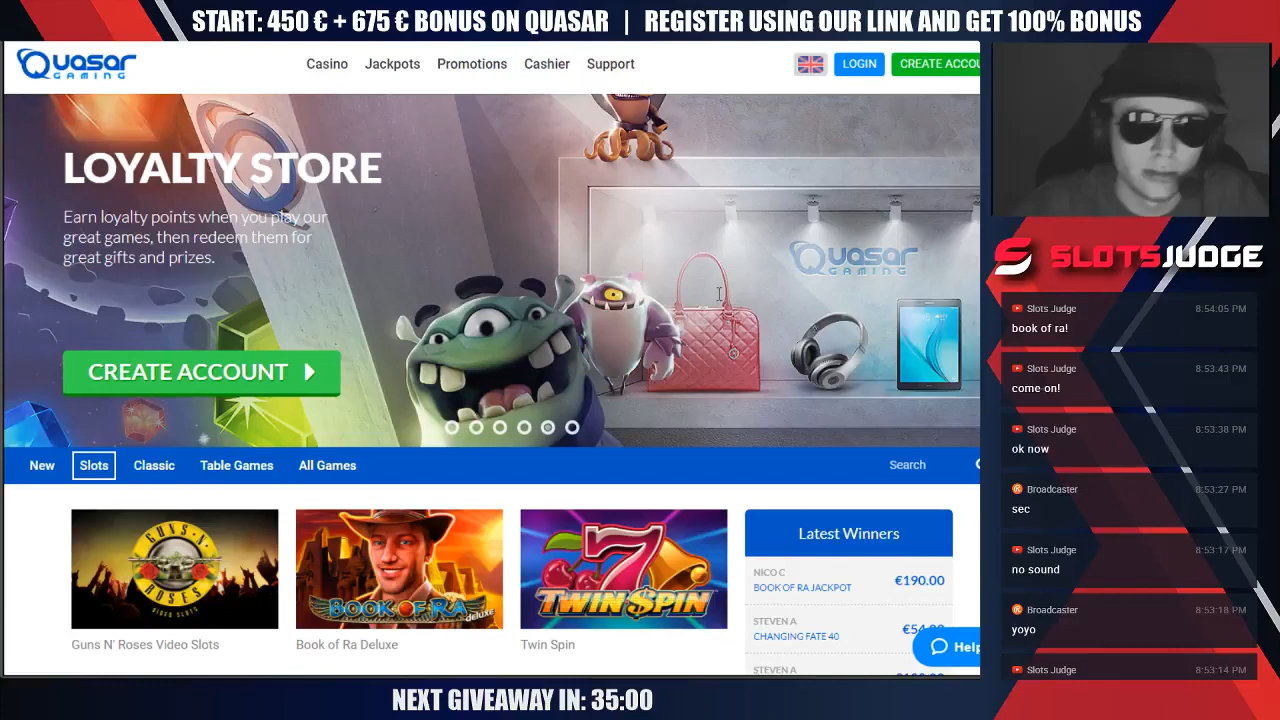 START: 450 € + 675 € BONUS ON QUASAR | REGISTER USING OUR LINK AND GET 100% BONUS
QUASAR
GAMING
Casino
Jackpots
Promotions
Cashier
Support
LOGIN
CREATE ACCOU
LOYALTY STORE
Earn loyalty points when you play our
great games, then redeem them for
great gifts and prizes.
QUASAR
GAMING
CREATE ACCOUNT
New
Slots
Classic
Table Games
All Games
Search
GUNS N' ROSES
VIDEO SLOTS
BOOK OF RA
deluxe
7
TWIN SPIN
Guns N' Roses Video Slots
Book of Ra Deluxe
Twin Spin
Latest Winners
NICO C
BOOK OF RA JACKPOT
€190.00
STEVEN A
CHANGING FATE 40
€54
STEVEN A
Help
SLOTSJUDGE
Slots Judge 8:54:05 PM
book of ra!
Slots Judge 8:53:43 PM
come on!
Slots Judge 8:53:38 PM
ok now
Broadcaster 8:53:27 PM
sec
Slots Judge 8:53:17 PM
no sound
Broadcaster 8:53:18 PM
yoyo
Slots Judge 8:53:14 PM
NEXT GIVEAWAY IN: 35:00